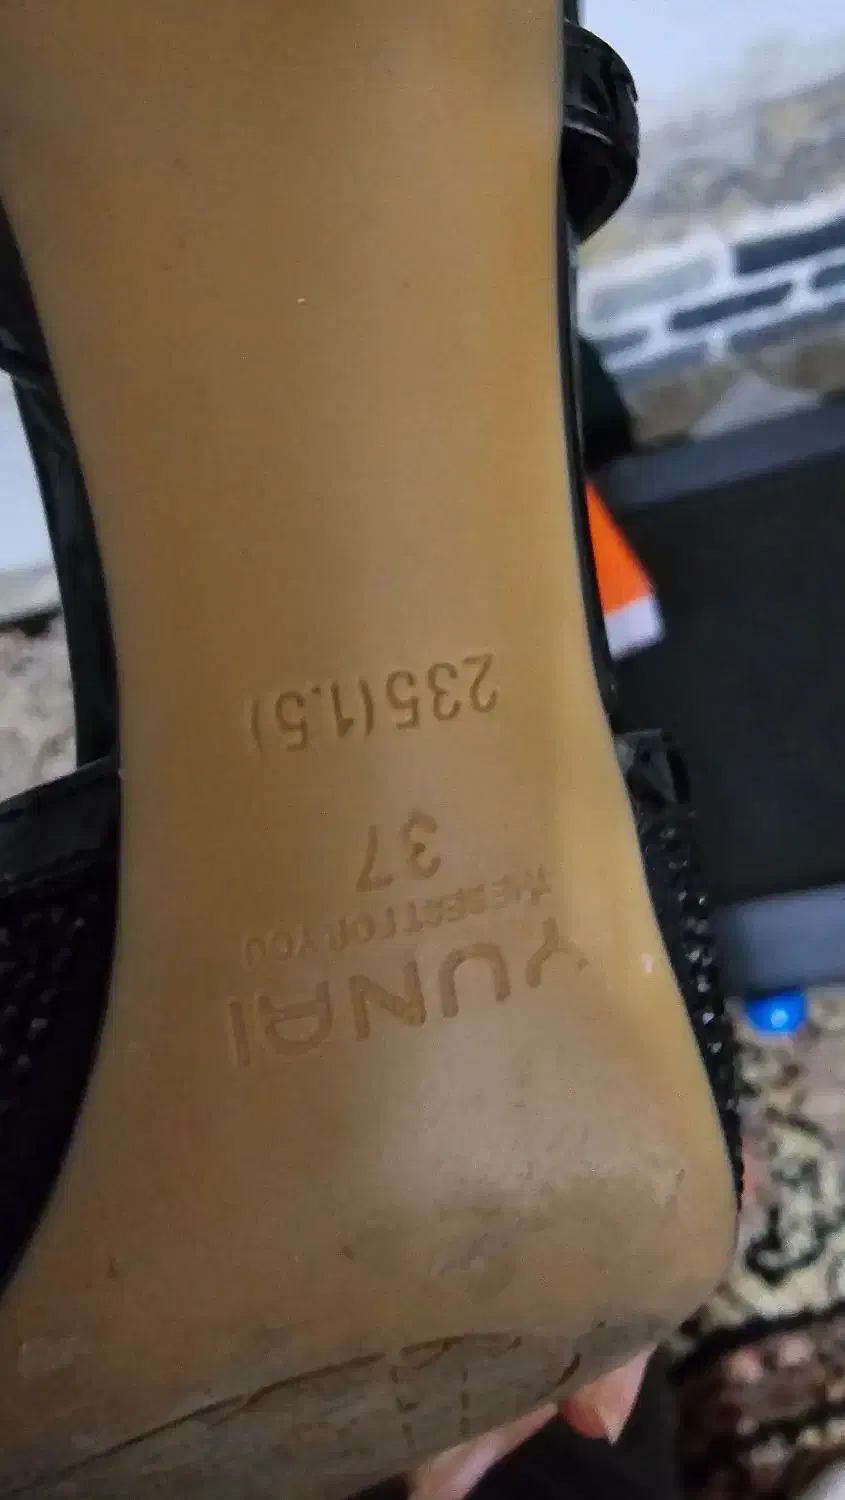 YUNAI
THE BEST FOR YOU
37
235(1.5)